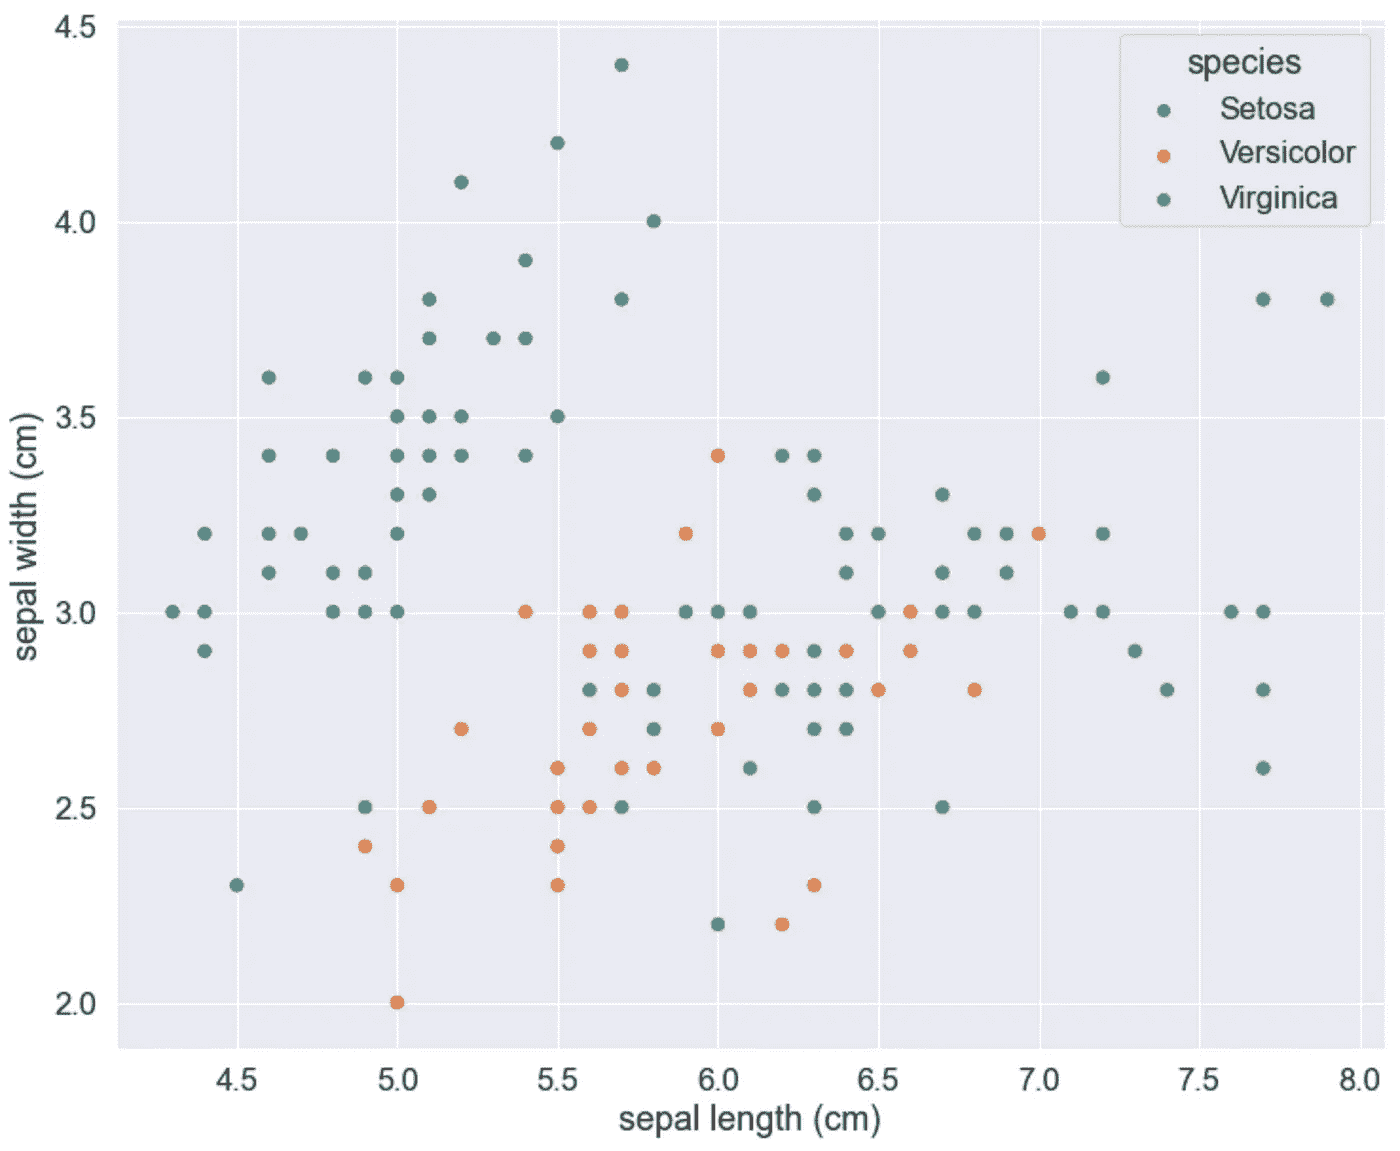 species
Setosa
Versicolor
Virginica
4.5
4.0
3.5
3.0
2.5
2.0
sepal width (cm)
4.5 5.0 5.5 6.0 6.5 7.0 7.5 8.0
sepal length (cm)